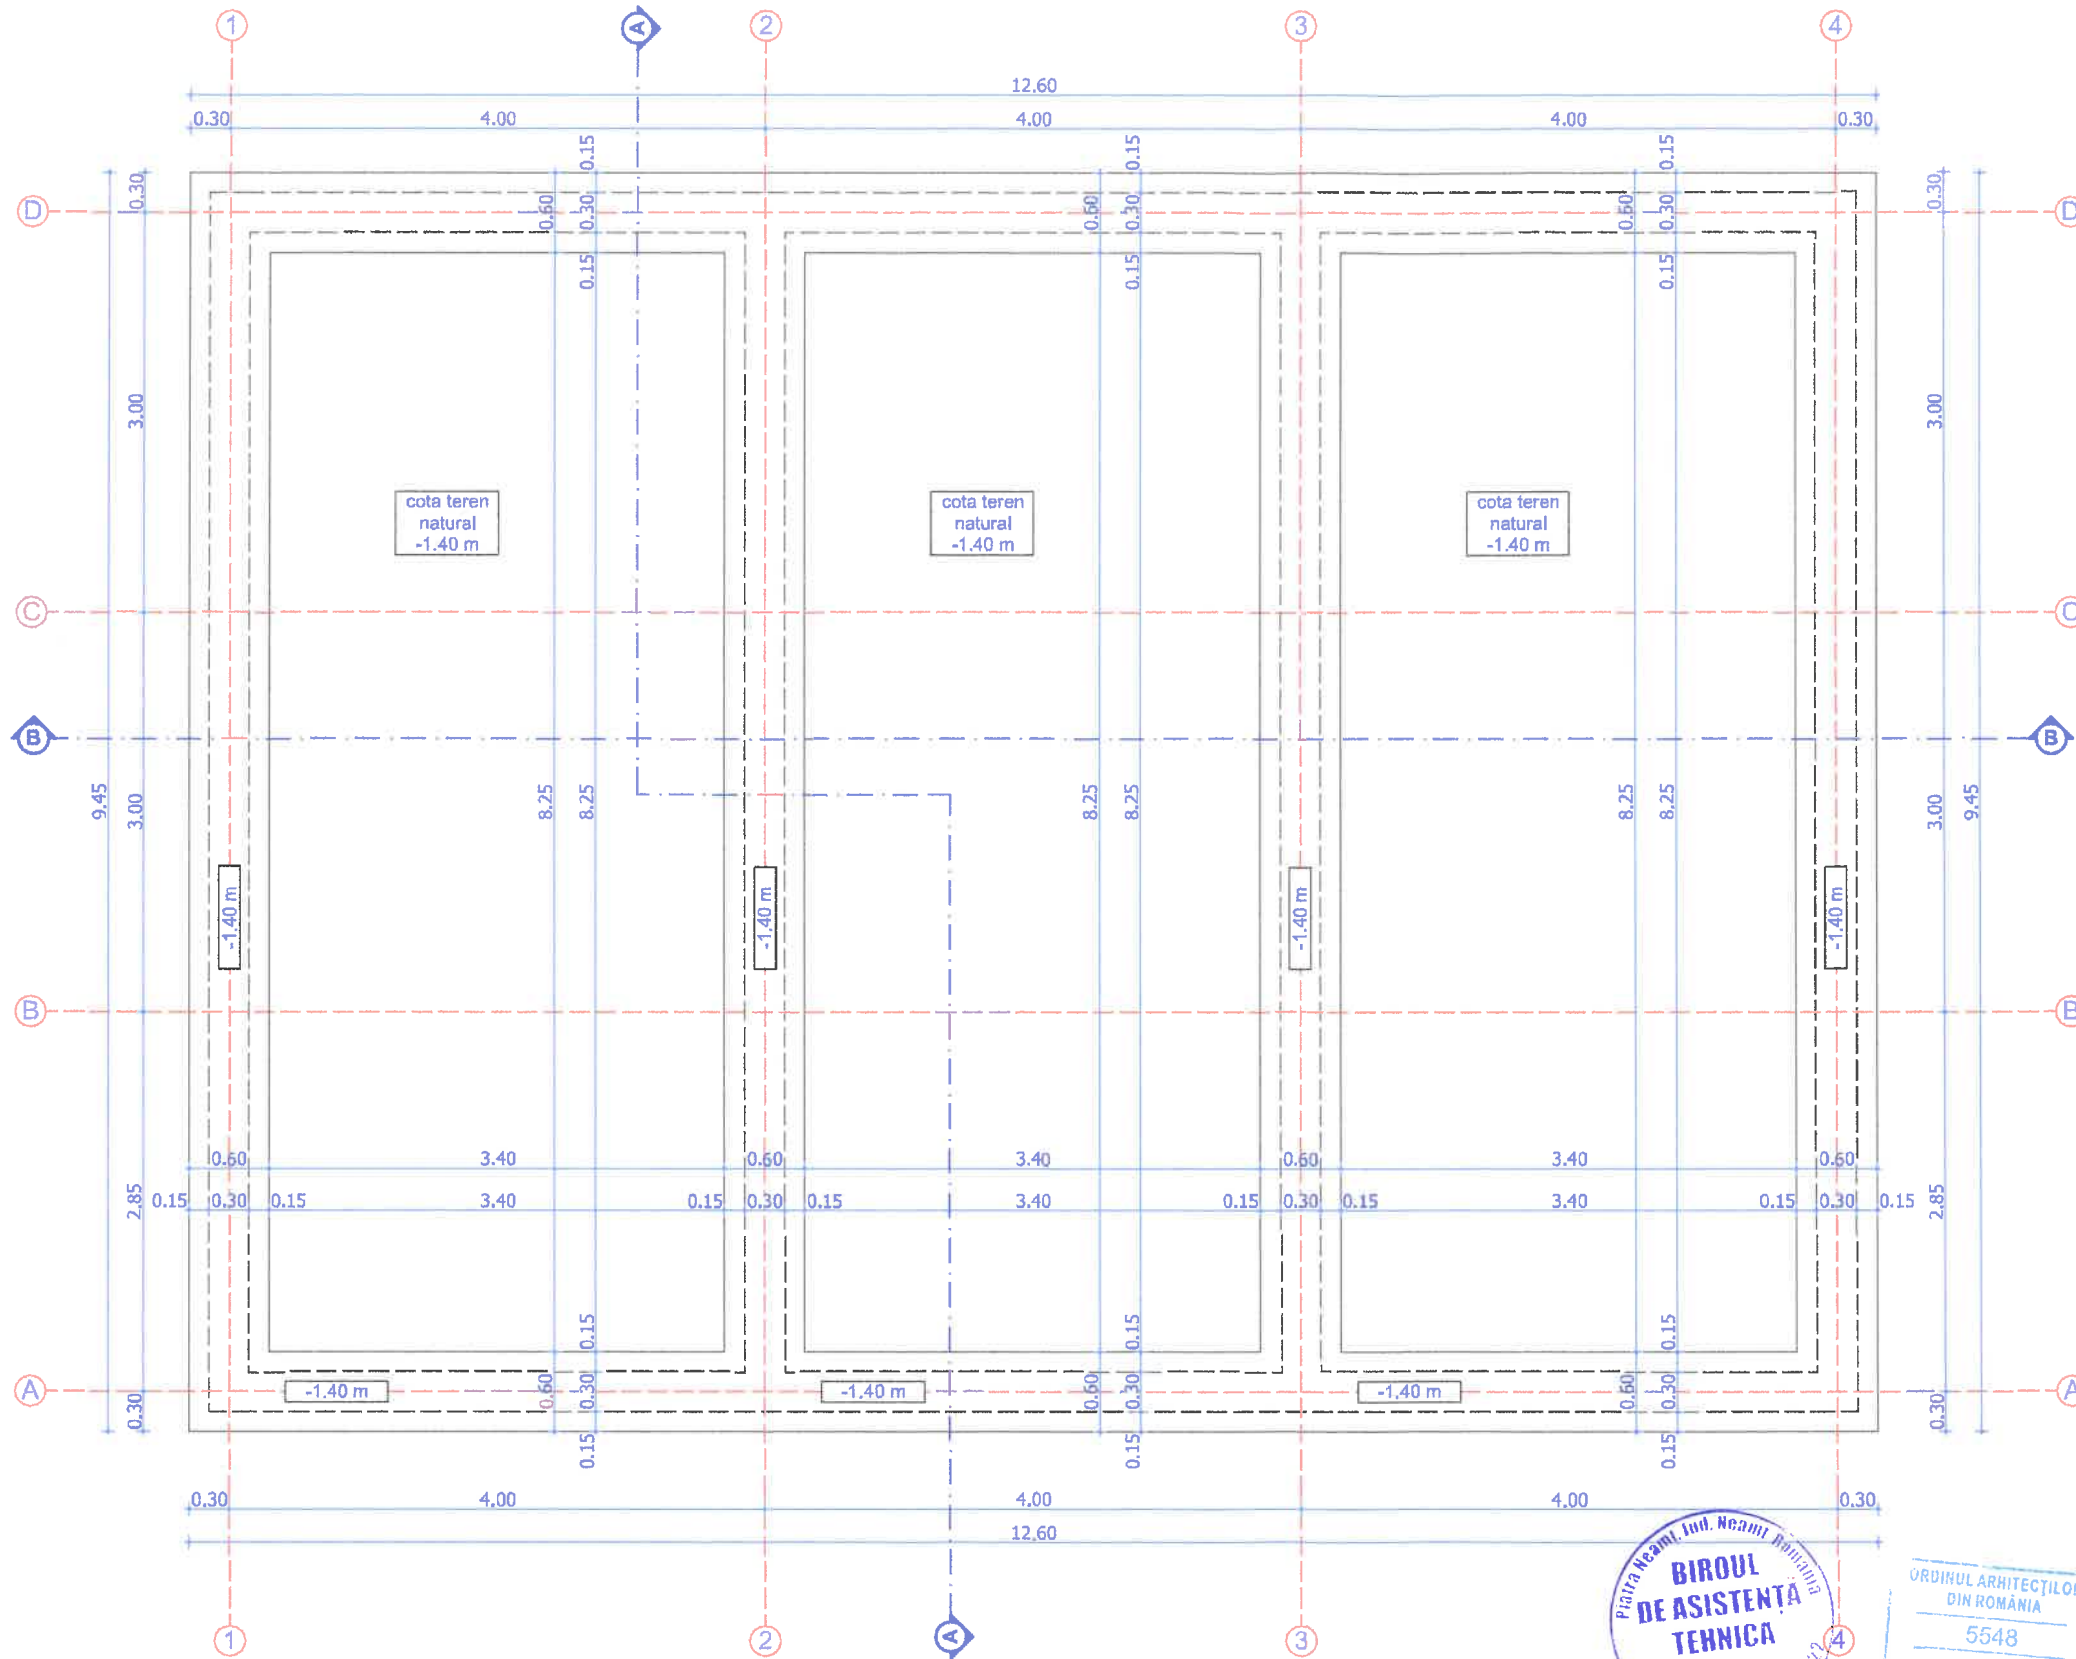 1 A 2 3 4
12.60
0.30 4.00 4.00 4.00 0.30
0.15 0.15 0.15
0.30 0.30
D 0.60 0.30 0.60 0.30 0.60 0.30 D
0.15 0.15 0.15
3.00 3.00
cota teren cota teren cota teren
natural natural natural
-1.40 m -1.40 m -1.40 m
C C
B B
9.45 3.00 8.25 8.25 8.25 8.25 8.25 8.25 3.00 9.45
-1.40 m -1.40 m -1.40 m -1.40 m
B B
0.60 3.40 0.60 3.40 0.60 3.40 0.60
2.85 0.15 0.30 0.15 3.40 0.15 0.30 0.15 3.40 0.15 0.30 0.15 3.40 0.15 0.30 0.15 2.85
0.15 0.15 0.15
A -1.40 m 0.60 0.30 -1.40 m 0.60 0.30 -1.40 m 0.60 0.30 A
0.30 0.30
0.15 0.15 0.15
0.30 4.00 4.00 4.00 0.30
12.60
Piatra Neamt, Jud. Neamt, România
BIROUL
DE ASISTENȚĂ
TEHNICA
ORDINUL ARHITECȚILOR
DIN ROMÂNIA
5548
1 2 A 3 4